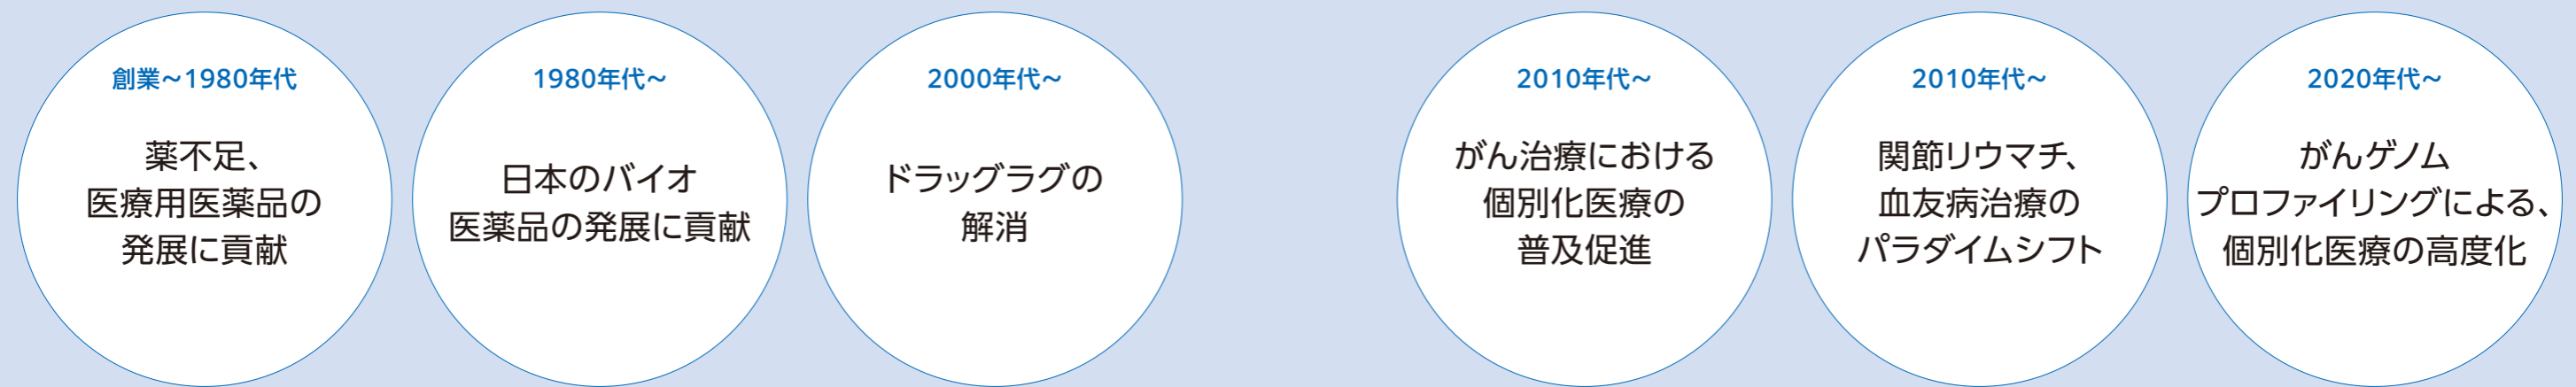 創業～1980年代
薬不足、
医療用医薬品の
発展に貢献
1980年代～
日本のバイオ
医薬品の発展に貢献
2000年代～
ドラッグラグの
解消
2010年代～
がん治療における
個別化医療の
普及促進
2010年代～
関節リウマチ、
血友病治療の
パラダイムシフト
2020年代～
がんゲノム
プロファイリングによる、
個別化医療の高度化